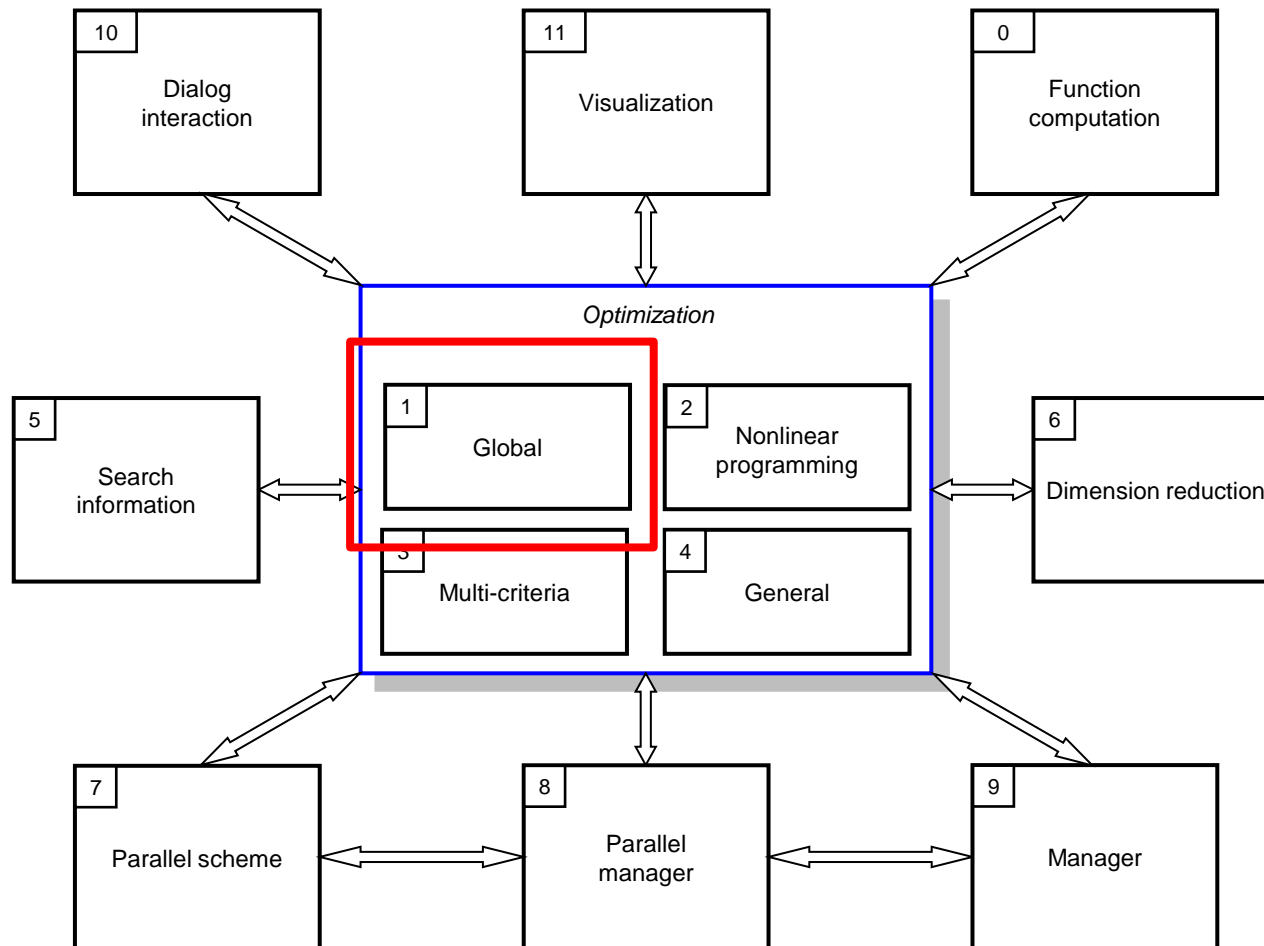 10
Dialog
interaction
11
Visualization
0
Function
computation
Optimization
1
Global
2
Nonlinear
programming
5
Search
information
6
Dimension reduction
3
Multi-criteria
4
General
7
Parallel scheme
8
Parallel
manager
9
Manager